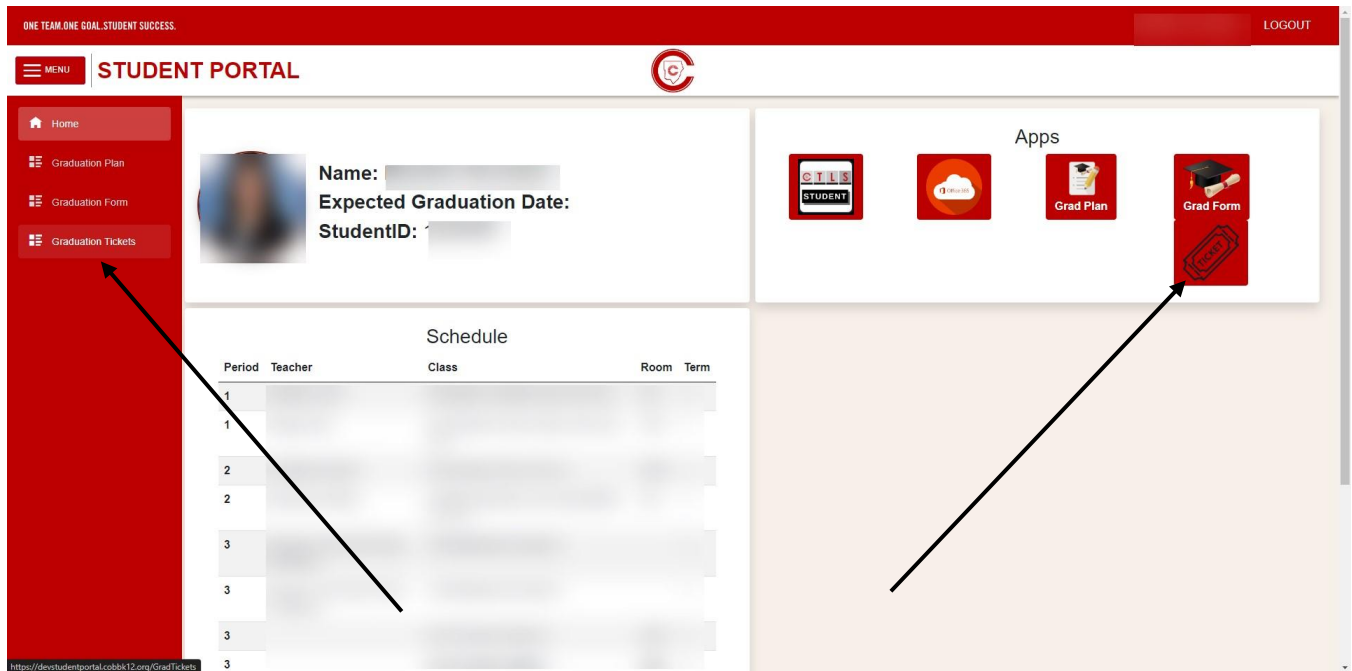 ONE TEAM.ONE GOAL.STUDENT SUCCESS.
LOGOUT
MENU
STUDENT PORTAL
C
Home
Graduation Plan
Graduation Form
Graduation Tickets
Name:
Expected Graduation Date:
StudentID:
Apps
CTLS
STUDENT
Office 365
Grad Plan
Grad Form
TICKET
Schedule
Period Teacher Class Room Term
1
1
2
2
3
3
3
3
https://devstudentportal.cobbk12.org/GradTickets